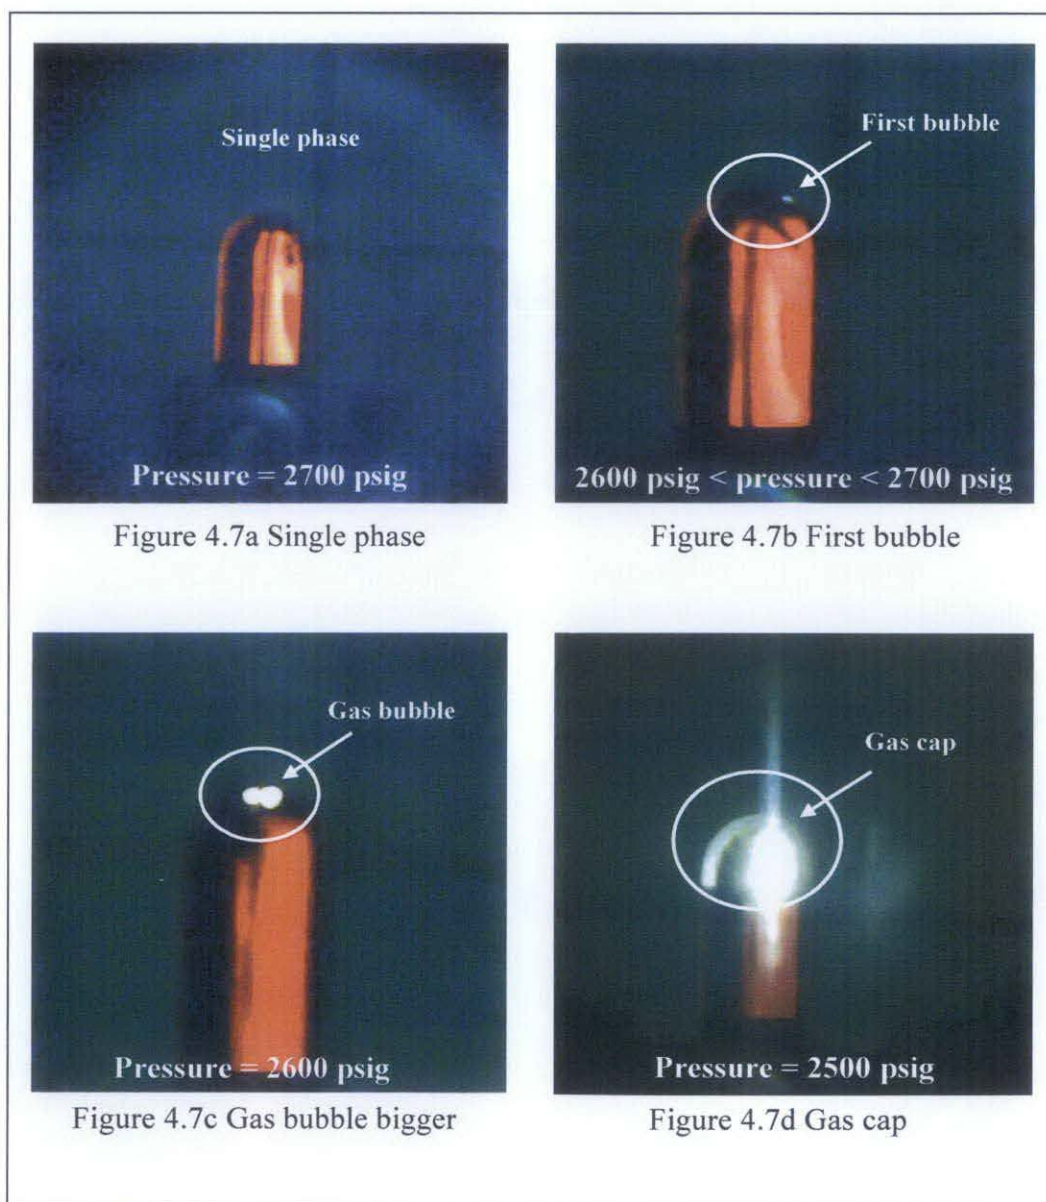 Single phase
Pressure = 2700 psig
Figure 4.7a Single phase
First bubble
2600 psig < pressure < 2700 psig
Figure 4.7b First bubble
Gas bubble
Pressure = 2600 psig
Figure 4.7c Gas bubble bigger
Gas cap
Pressure = 2500 psig
Figure 4.7d Gas cap